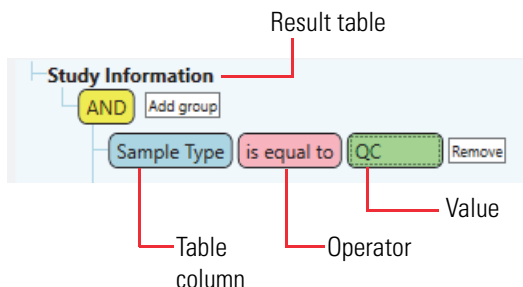 Result table
Study Information
AND Add group
Sample Type is equal to QC Remove
Value
Table Operator
column